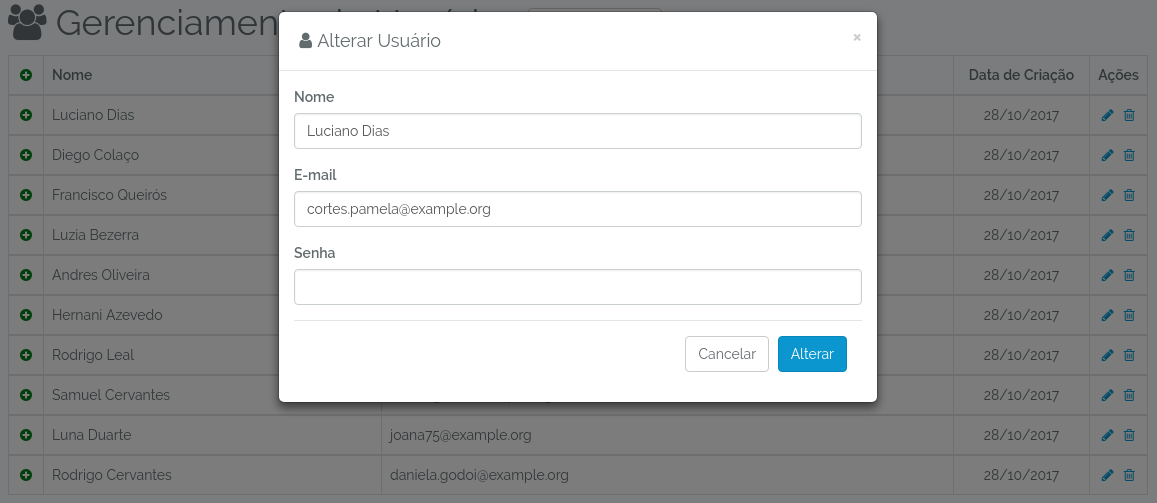 Gerenciament
Alterar Usuário
×
Nome
Data de Criação
Ações
Nome
Luciano Dias
Luciano Dias
28/10/2017
Diego Colaço
28/10/2017
E-mail
Francisco Queirós
cortes.pamela@example.org
28/10/2017
Luzia Bezerra
28/10/2017
Senha
Andres Oliveira
28/10/2017
Hernani Azevedo
28/10/2017
Rodrigo Leal
Cancelar
Alterar
28/10/2017
Samuel Cervantes
28/10/2017
Luna Duarte
joana75@example.org
28/10/2017
Rodrigo Cervantes
daniela.godoi@example.org
28/10/2017